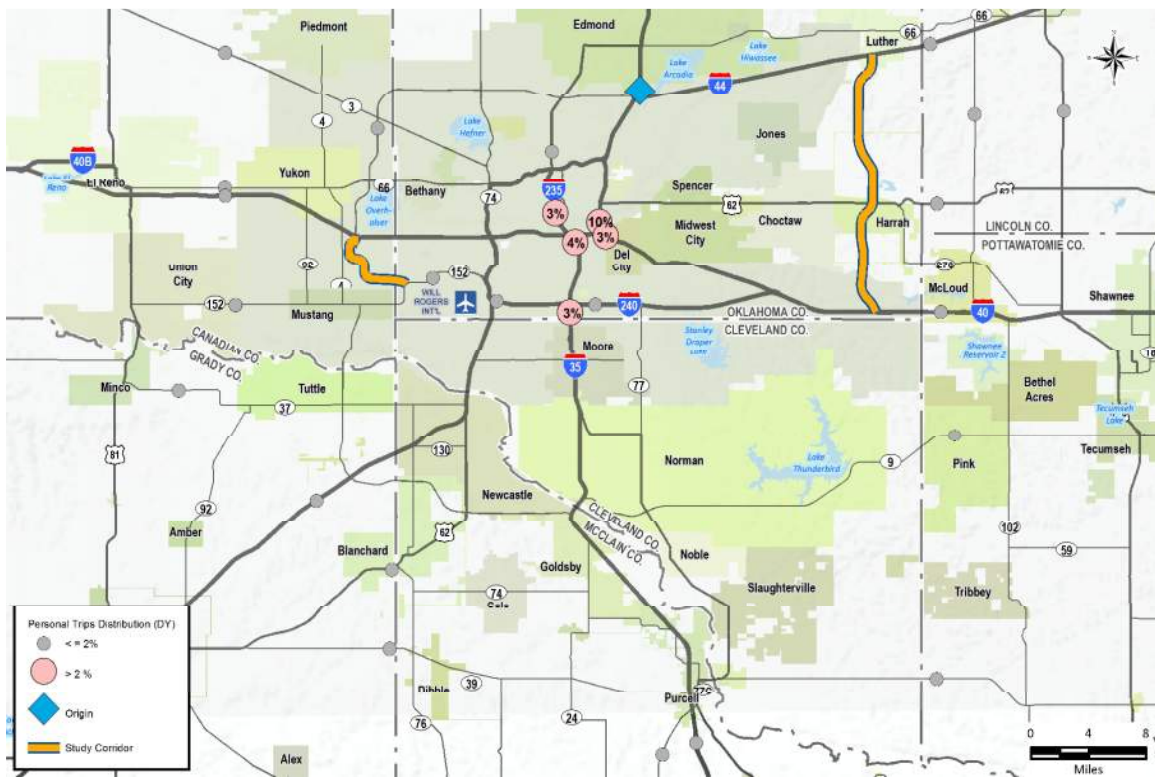 Piedmont
Edmond
66
Luther
66
Lake
Arcadia
Lake
Hiwassee
44
3
4
Lake
Hefner
Jones
40B
El Reno
Reno
Yukon
66
Bethany
74
235
Spencer
62
Lake
Overh-
olser
3%
10%
3%
4%
Midwest
City
Choctaw
Harrah
62
LINCOLN CO.
POTTAWATOMIE CO.
Del
City
Union
City
4
152
152
Mustang
WILL
ROGERS
INT'L
240
McLoud
40
Shawnee
OKLAHOMA CO.
CLEVELAND CO.
3%
CANADIAN CO.
GRADY CO.
Moore
Stanley
Draper
Lake
Shawnee
Reservoir 2
35
77
Minco
Tuttle
37
Bethel
Acres
Tecumseh
Lake
81
130
Norman
Lake
Thunderbird
9
Pink
Tecumseh
Newcastle
92
Amber
62
CLEVELAND CO.
MCCLAIN CO.
102
59
Blanchard
Goldsby
Noble
Slaughterville
Tribbey
74
Personal Trips Distribution (DY)
< = 2%
> 2 %
Origin
Study Corridor
Dibble
39
76
24
Purcell
Alex
0 4 8
Miles